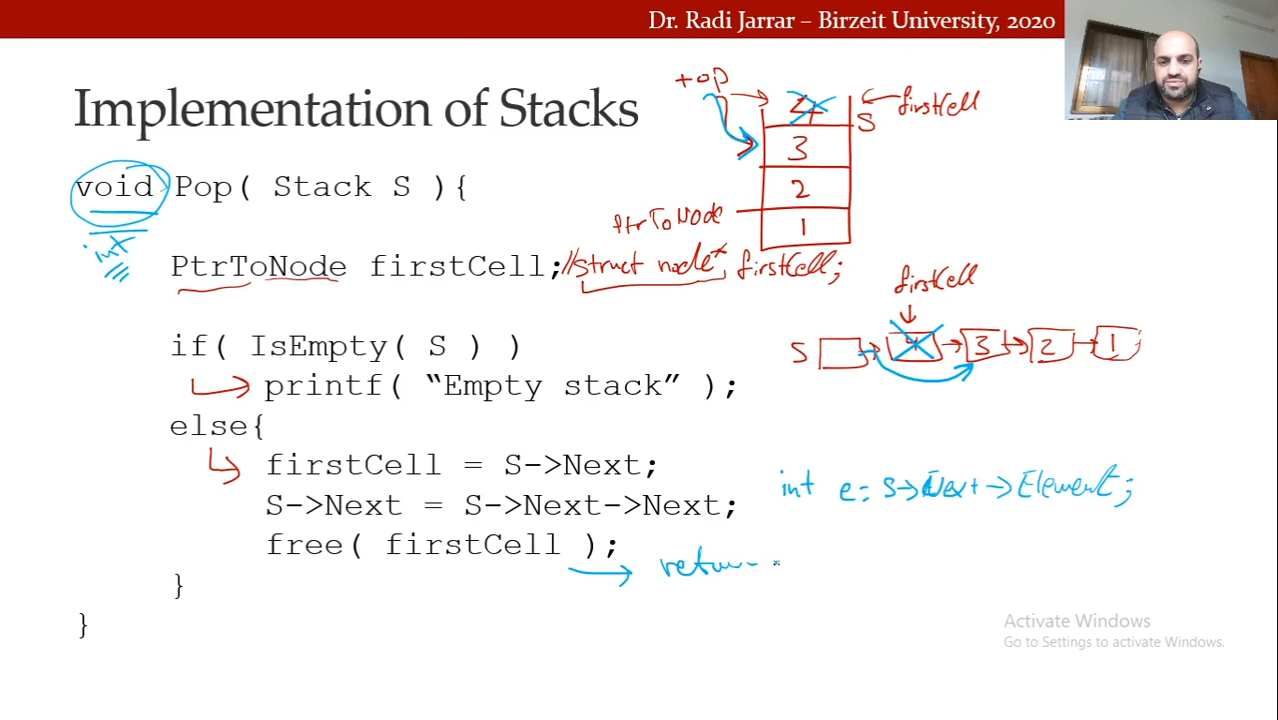 Dr. Radi Jarrar – Birzeit University, 2020
Implementation of Stacks
top
4
S
firstCell
3
2
1
PtrToNode
void Pop( Stack S ){
int
PtrToNode firstCell; //struct node* firstCell;
firstCell
if( IsEmpty( S ) )
S 4 3 2 1
printf( “Empty stack” );
else{
firstCell = S->Next;
int e = S->Next->Element;
S->Next = S->Next->Next;
free( firstCell );
}
}
Activate Windows
Go to Settings to activate Windows.